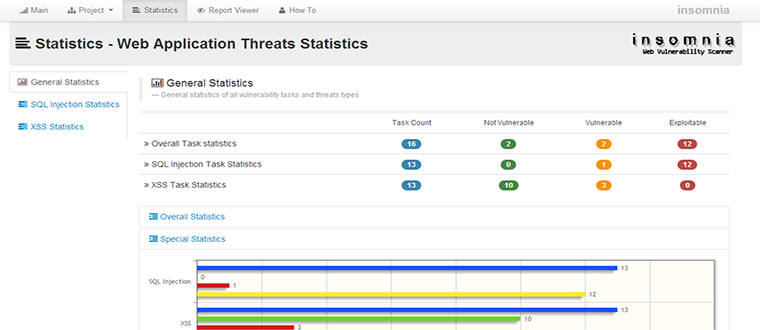 Main Project Statistics Report Viewer How To insomnia
Statistics - Web Application Threats Statistics
insomnia
Web Vulnerability Scanner
General Statistics
SQL Injection Statistics
XSS Statistics
General Statistics
— General statistics of all vulnerability tasks and threats types
Task Count Not Vulnerable Vulnerable Exploitable
» Overall Task statistics 16 2 2 12
» SQL Injection Task Statistics 13 0 1 12
» XSS Task Statistics 13 10 3 0
Overall Statistics
Special Statistics
13
SQL Injection 0
1
12
13
XSS 10
3